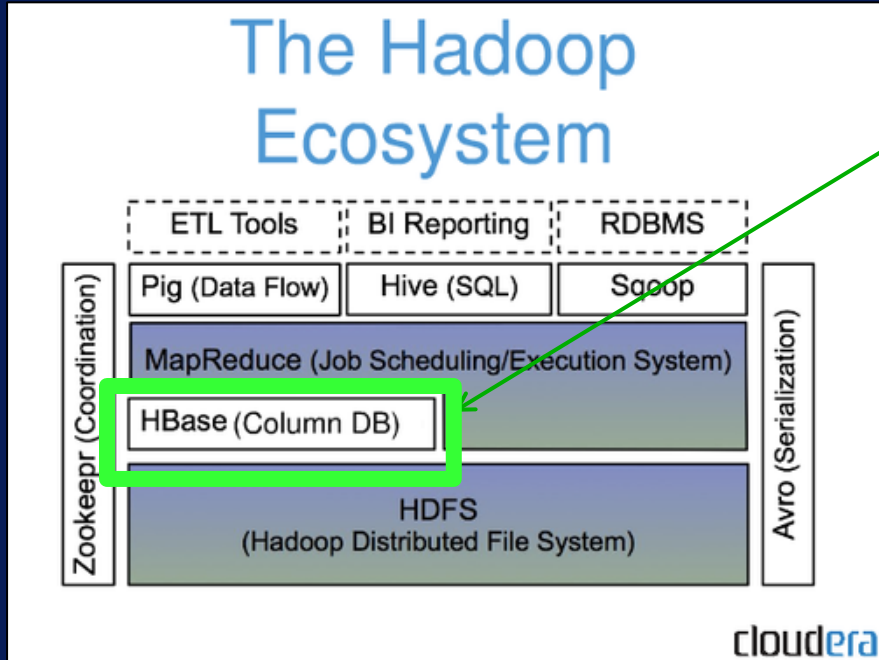 The Hadoop
Ecosystem
ETL Tools
BI Reporting
RDBMS
Pig (Data Flow)
Hive (SQL)
Sqoop
Zookeepr (Coordination)
MapReduce (Job Scheduling/Execution System)
HBase (Column DB)
HDFS
(Hadoop Distributed File System)
Avro (Serialization)
cloudera